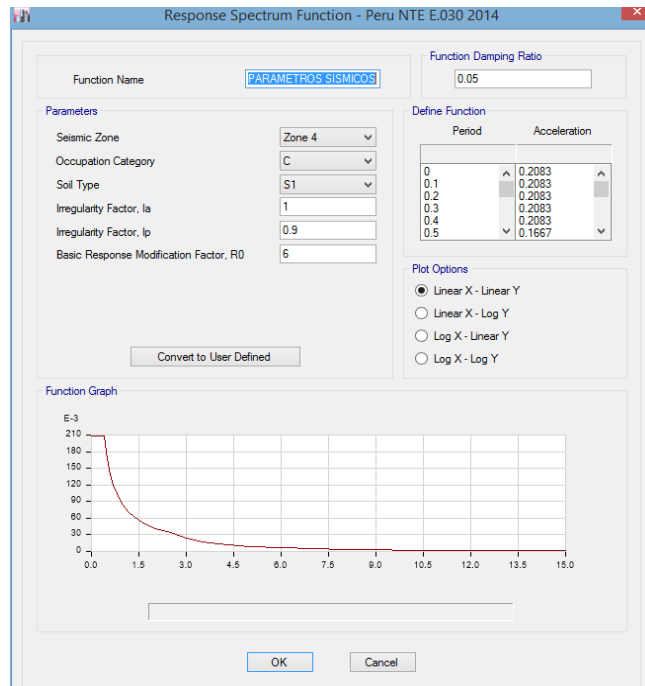 Response Spectrum Function - Peru NTE E.030 2014
Function Name
PARAMETROS SISMICOS
Function Damping Ratio
0.05
Parameters
Seismic Zone Zone 4
Occupation Category C
Soil Type S1
Irregularity Factor, Ia 1
Irregularity Factor, Ip 0.9
Basic Response Modification Factor, R0 6
Convert to User Defined
Define Function
Period Acceleration
0 0.2083
0.1 0.2083
0.2 0.2083
0.3 0.2083
0.4 0.2083
0.5 0.1667
Plot Options
Linear X - Linear Y
Linear X - Log Y
Log X - Linear Y
Log X - Log Y
Function Graph
E-3
210
180
150
120
90
60
30
0
0.0 1.5 3.0 4.5 6.0 7.5 9.0 10.5 12.0 13.5 15.0
OK Cancel